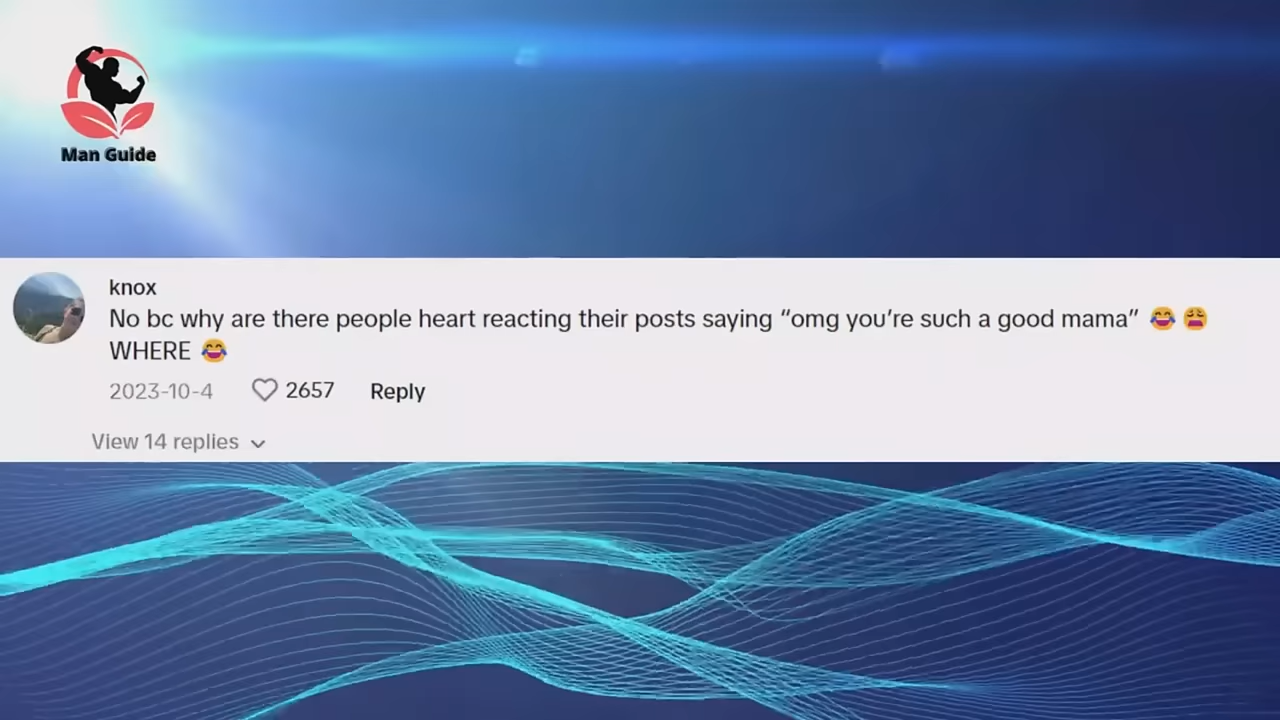 Man Guide
knox
No bc why are there people heart reacting their posts saying “omg you’re such a good mama” 😂 😩
WHERE 😂
2023-10-4 2657 Reply
View 14 replies